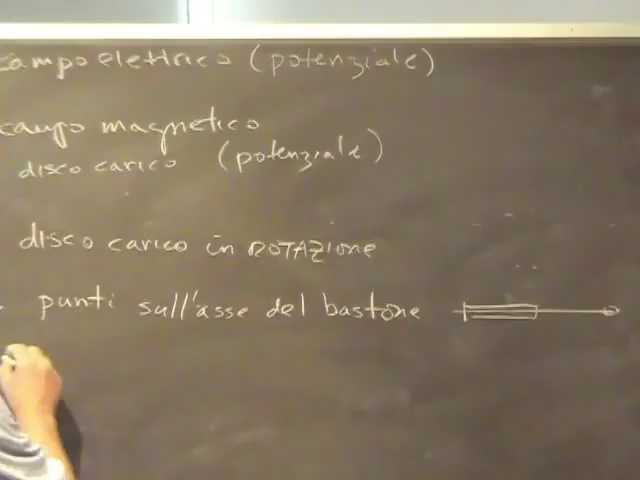 campo elettrico (potenziale)
campo magnetico
disco carico (potenziale)
disco carico in ROTAZIONE
punti sull'asse del bastone